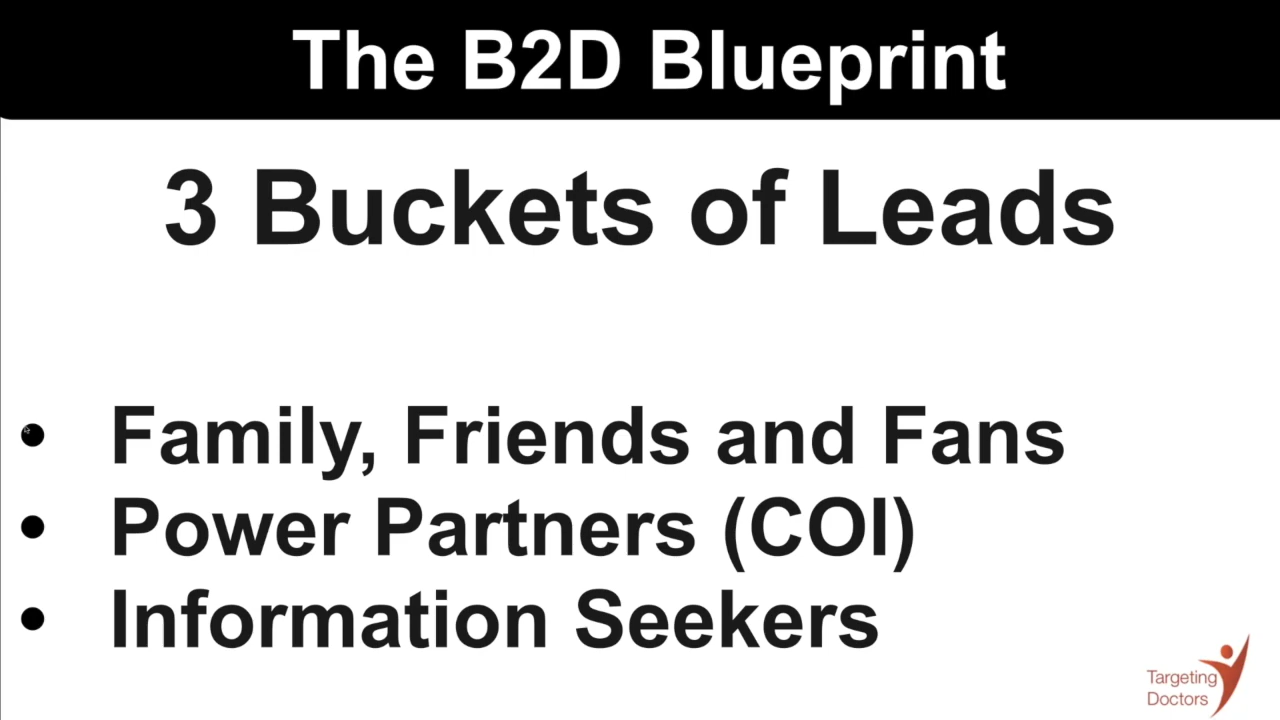 The B2D Blueprint
3 Buckets of Leads
• Family, Friends and Fans
• Power Partners (COI)
• Information Seekers
Targeting
Doctors